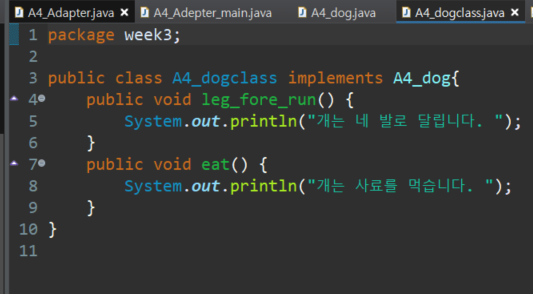 A4_Adapter.java A4_Adepter_main.java A4_dog.java A4_dogclass.java
1 package week3;
2
3 public class A4_dogclass implements A4_dog{
4 public void leg_fore_run() {
5 System.out.println("개는 네 발로 달립니다. ");
6 }
7 public void eat() {
8 System.out.println("개는 사료를 먹습니다. ");
9 }
10 }
11